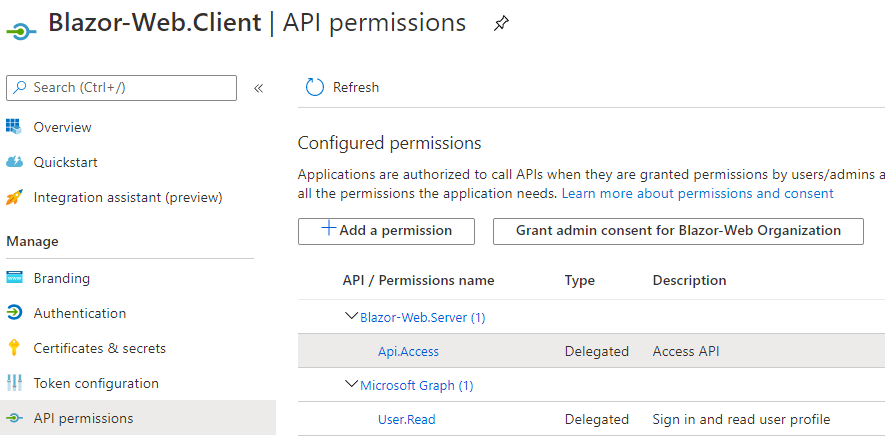 Blazor-Web.Client | API permissions
Search (Ctrl+/)
«
Refresh
Overview
Quickstart
Integration assistant (preview)
Manage
Branding
Authentication
Certificates & secrets
Token configuration
API permissions
Configured permissions
Applications are authorized to call APIs when they are granted permissions by users/admins a
all the permissions the application needs. Learn more about permissions and consent
Add a permission
Grant admin consent for Blazor-Web Organization
API / Permissions name Type Description
Blazor-Web.Server (1)
Api.Access Delegated Access API
Microsoft Graph (1)
User.Read Delegated Sign in and read user profile